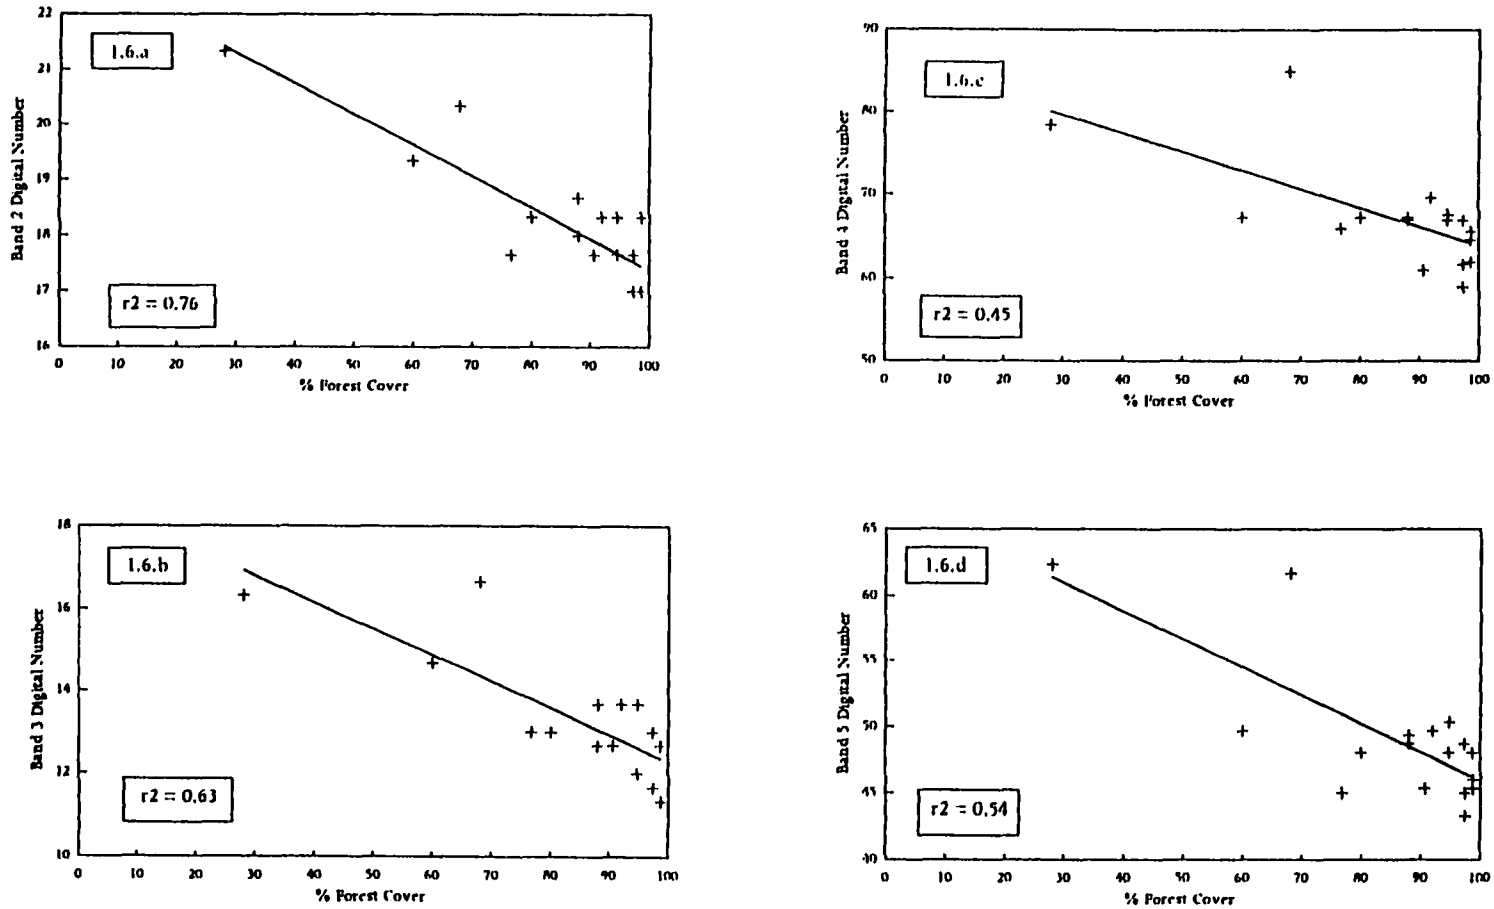 22
21
20
19
18
17
16
1.6.a
r2 = 0.76
Band 2 Digital Number
0 10 20 30 40 50 60 70 80 90 100
% Forest Cover
90
80
70
60
50
1.6.c
r2 = 0.45
Band 4 Digital Number
0 10 20 30 40 50 60 70 80 90 100
% Forest Cover
18
16
14
12
10
1.6.b
r2 = 0.63
Band 3 Digital Number
0 10 20 30 40 50 60 70 80 90 100
% Forest Cover
65
60
55
50
45
40
1.6.d
r2 = 0.54
Band 5 Digital Number
0 10 20 30 40 50 60 70 80 90 100
% Forest Cover